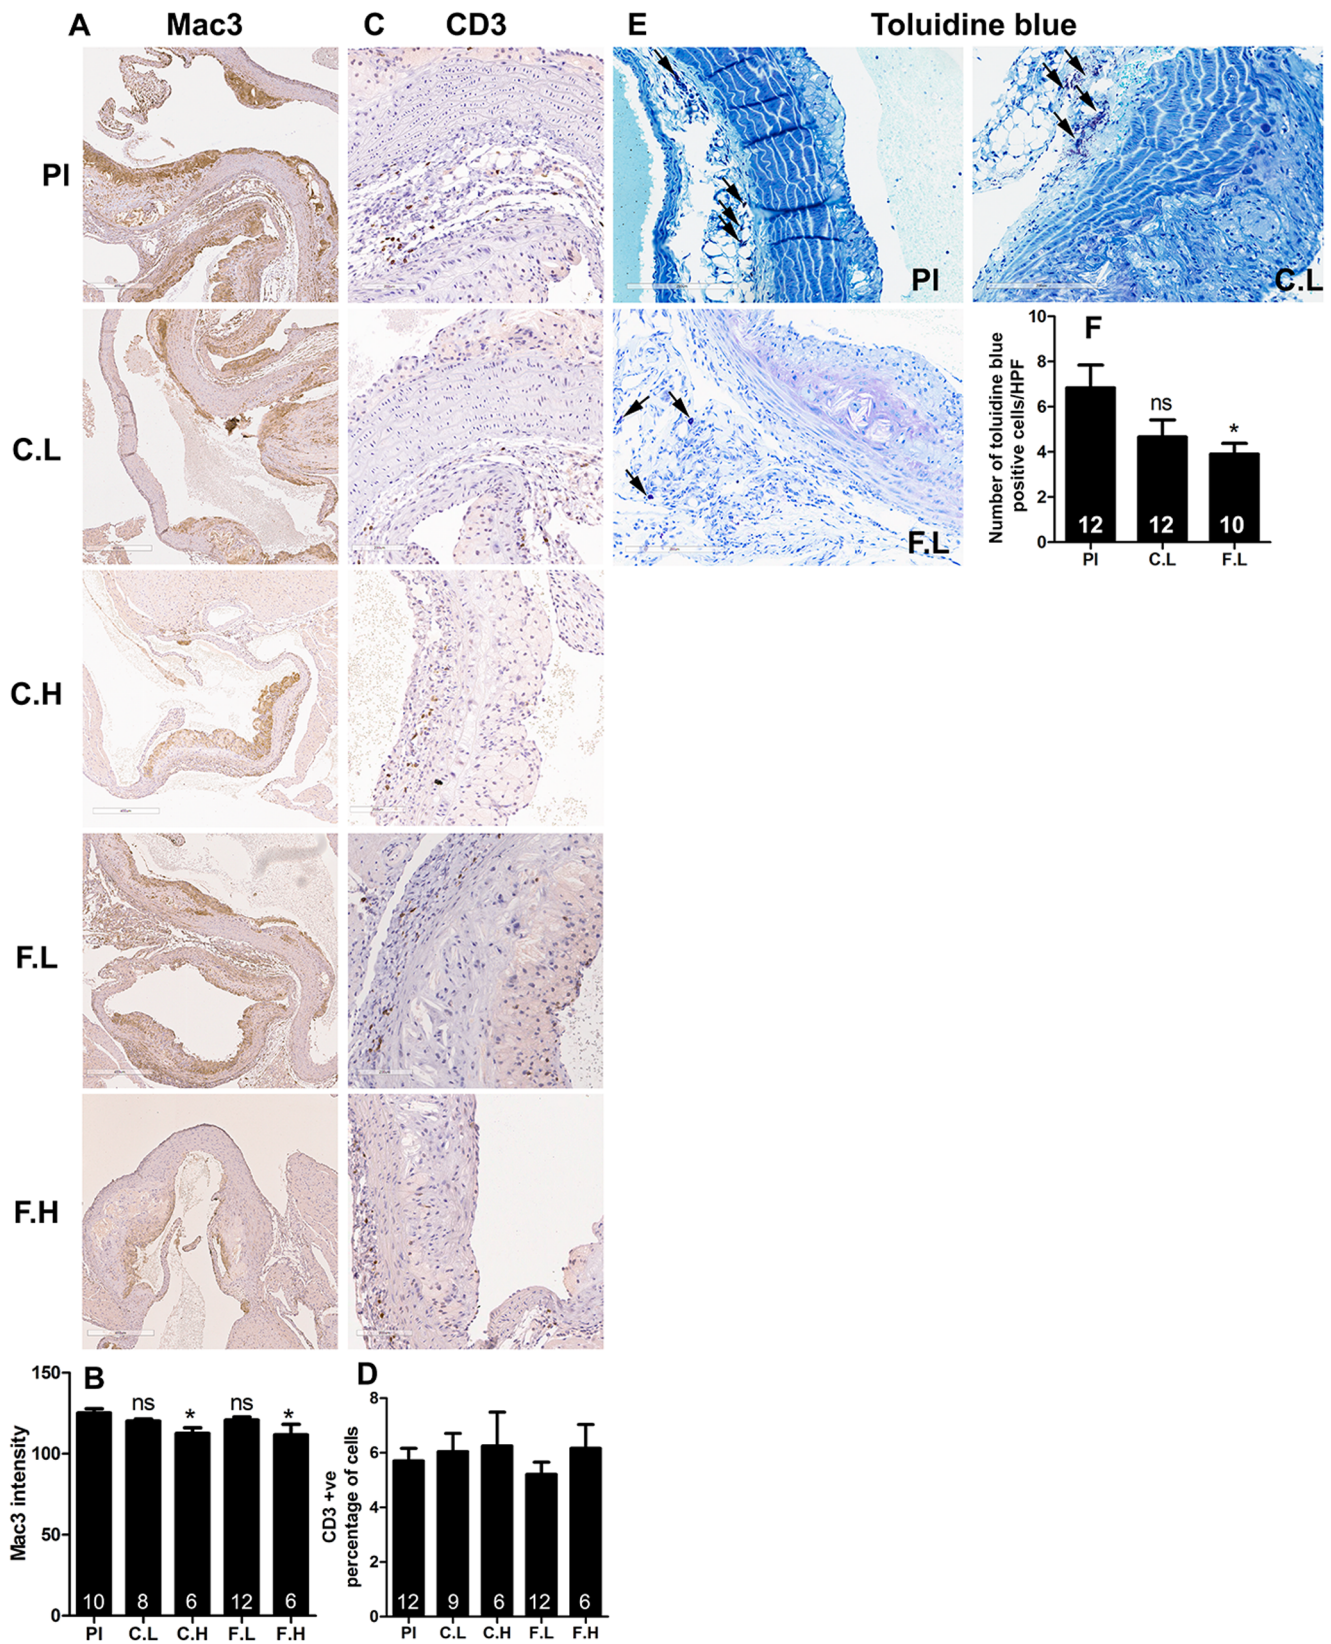 A Mac3 C CD3 E Toluidine blue
PI
PI
C.L
C.L
F.L
C.H
F.L
F.H
F
Number of toluidine blue
positive cells/HPF
10
8
6
4
2
0
ns
*
12 12 10
PI C.L F.L
B
Mac3 intensity
150
100
50
0
ns * ns *
10 8 6 12 6
PI C.L C.H F.L F.H
D
CD3 +ve
percentage of cells
8
6
4
2
0
12 9 6 12 6
PI C.L C.H F.L F.H